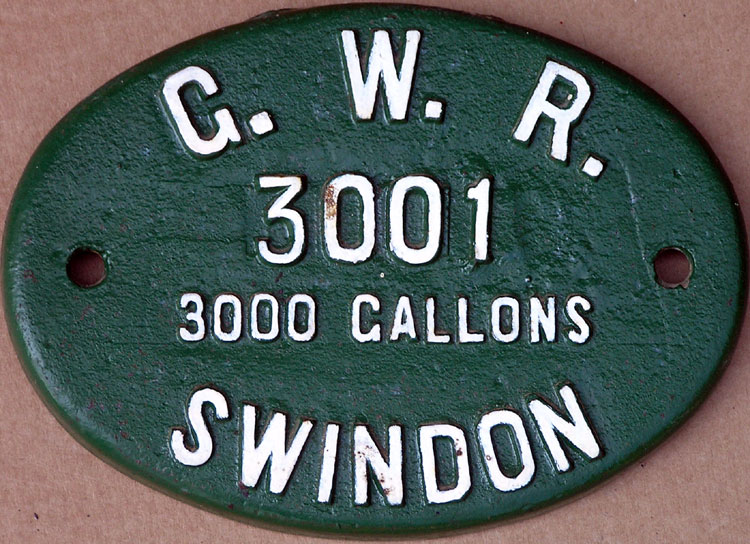 G. W. R.
3001
3000 GALLONS
SWINDON